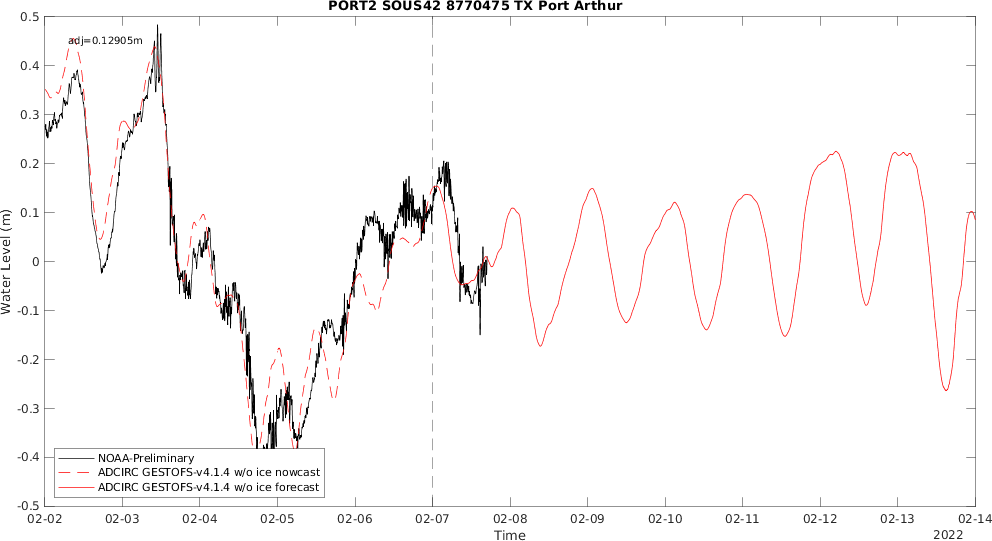 PORT2 SOUS42 8770475 TX Port Arthur
adj=0.12905m
0.5
0.4
0.3
0.2
0.1
0
-0.1
-0.2
-0.3
-0.4
-0.5
Water Level (m)
NOAA-Preliminary
ADCIRC GESTOFS-v4.1.4 w/o ice nowcast
ADCIRC GESTOFS-v4.1.4 w/o ice forecast
02-02 02-03 02-04 02-05 02-06 02-07 02-08 02-09 02-10 02-11 02-12 02-13 02-14
Time
2022